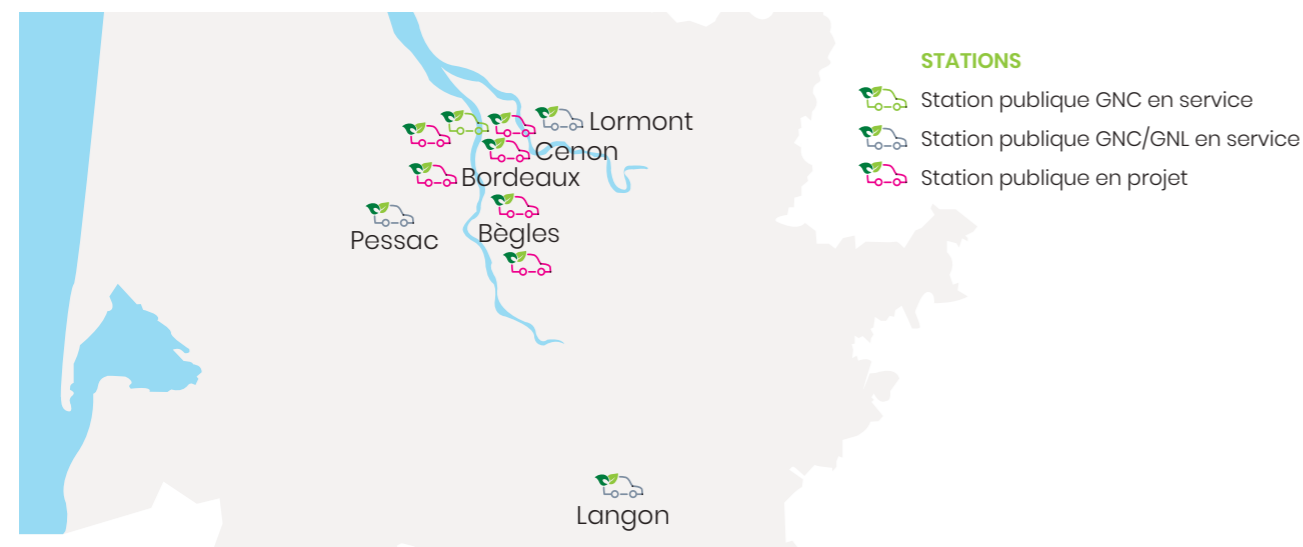 STATIONS
Station publique GNC en service
Station publique GNC/GNL en service
Station publique en projet
Lormont
Cenon
Bordeaux
Pessac
Bègles
Langon